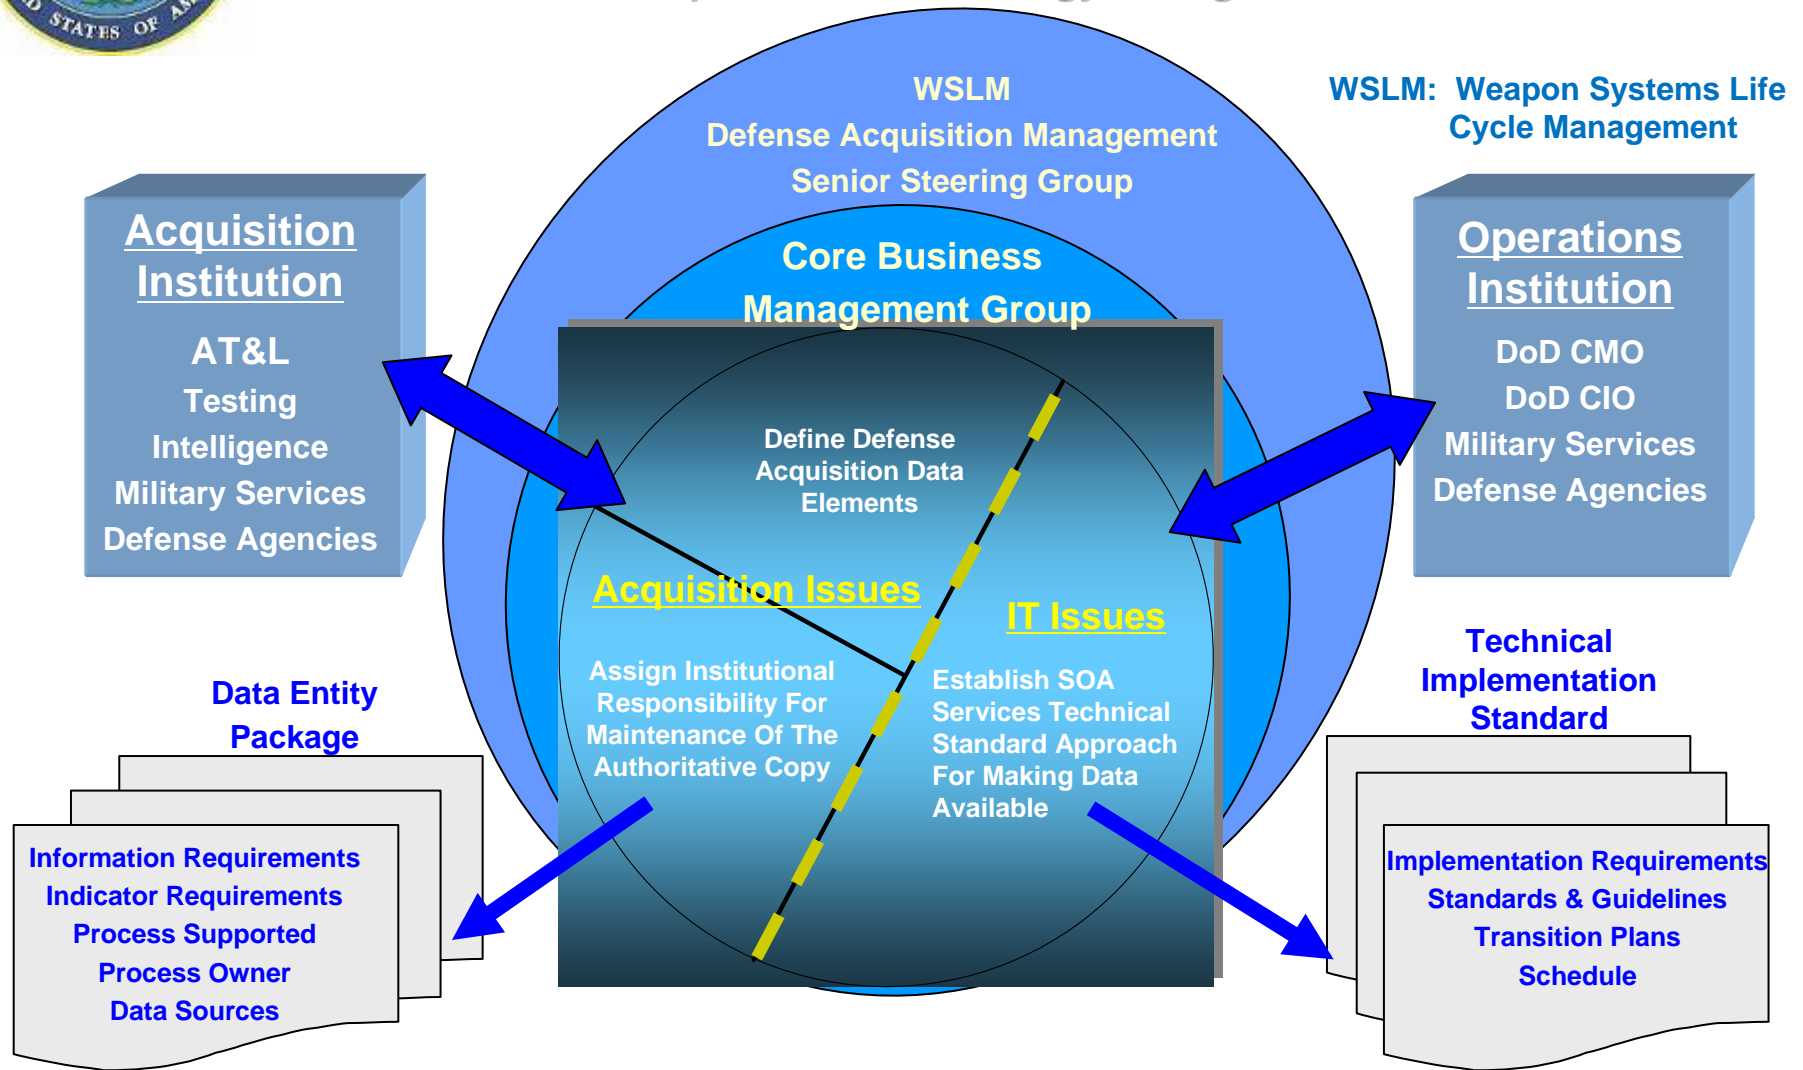 STATES OF
WSLM
Defense Acquisition Management
Senior Steering Group
WSLM: Weapon Systems Life
Cycle Management
Core Business
Management Group
Acquisition
Institution
AT&L
Testing
Intelligence
Military Services
Defense Agencies
Operations
Institution
DoD CMO
DoD CIO
Military Services
Defense Agencies
Define Defense
Acquisition Data
Elements
Acquisition Issues
IT Issues
Assign Institutional
Responsibility For
Maintenance Of The
Authoritative Copy
Establish SOA
Services Technical
Standard Approach
For Making Data
Available
Data Entity
Package
Information Requirements
Indicator Requirements
Process Supported
Process Owner
Data Sources
Technical
Implementation
Standard
Implementation Requirements
Standards & Guidelines
Transition Plans
Schedule